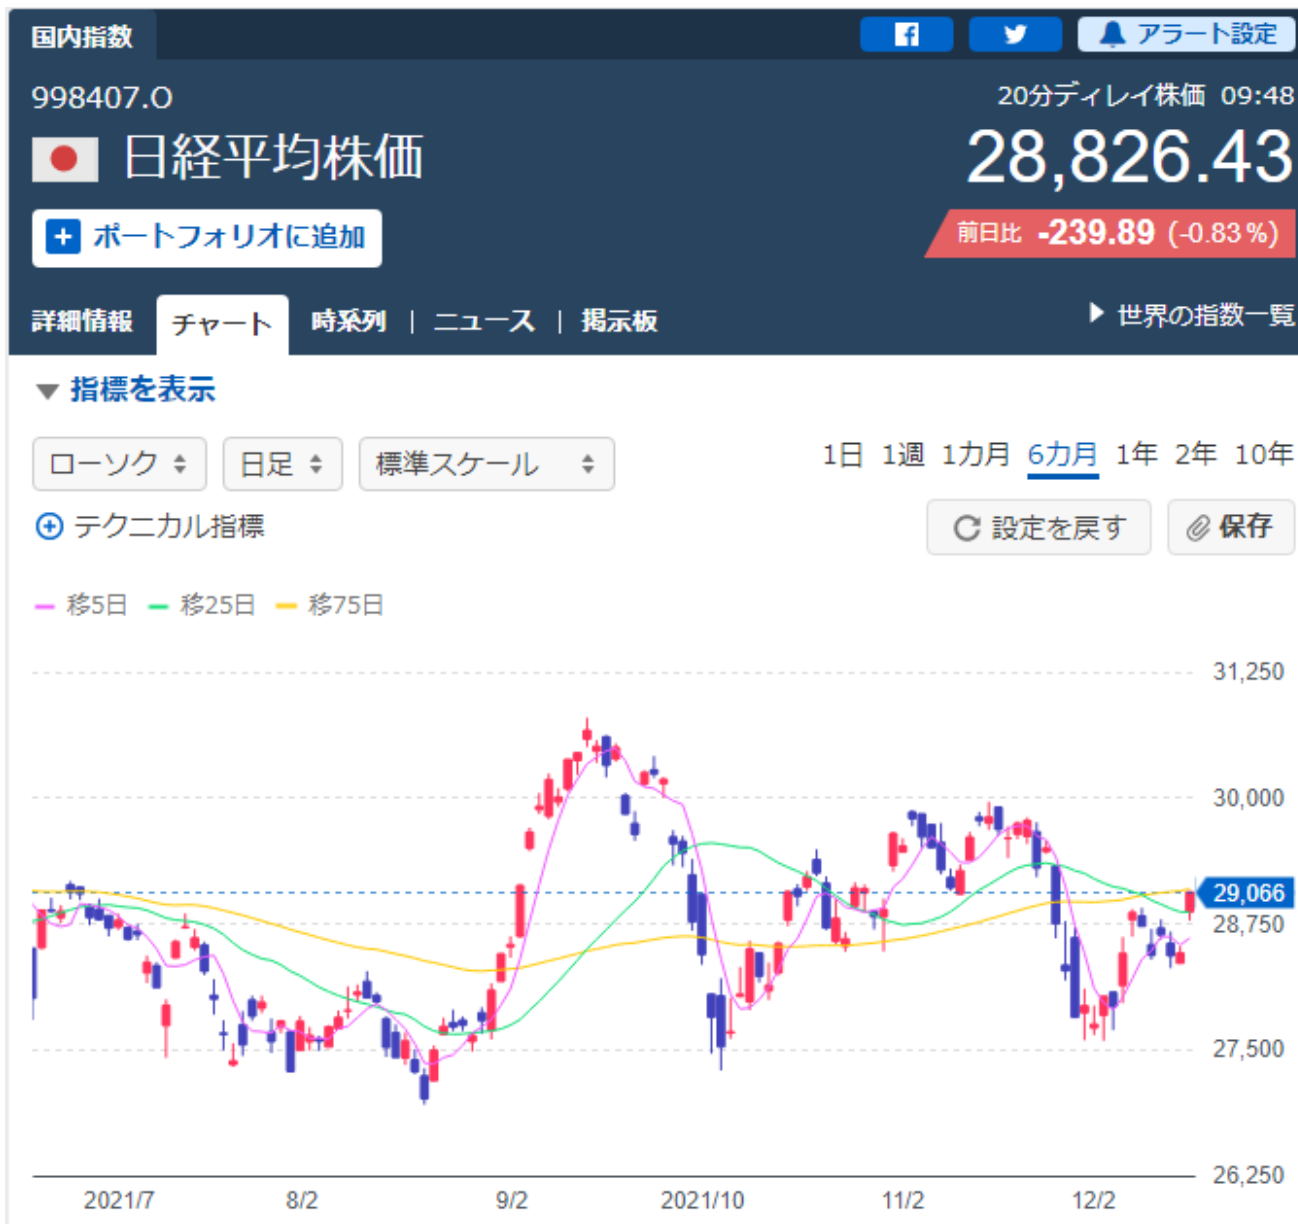 国内指数
アラート設定
998407.O
20分ディレイ株価 09:48
日経平均株価
28,826.43
ポートフォリオに追加
前日比 -239.89 (-0.83%)
詳細情報 チャート 時系列 | ニュース | 掲示板
世界の指数一覧
指標を表示
ローソク 日足 標準スケール
1日 1週 1カ月 6カ月 1年 2年 10年
テクニカル指標
設定を戻す 保存
移5日 移25日 移75日
31,250
30,000
29,066
28,750
27,500
26,250
2021/7 8/2 9/2 2021/10 11/2 12/2